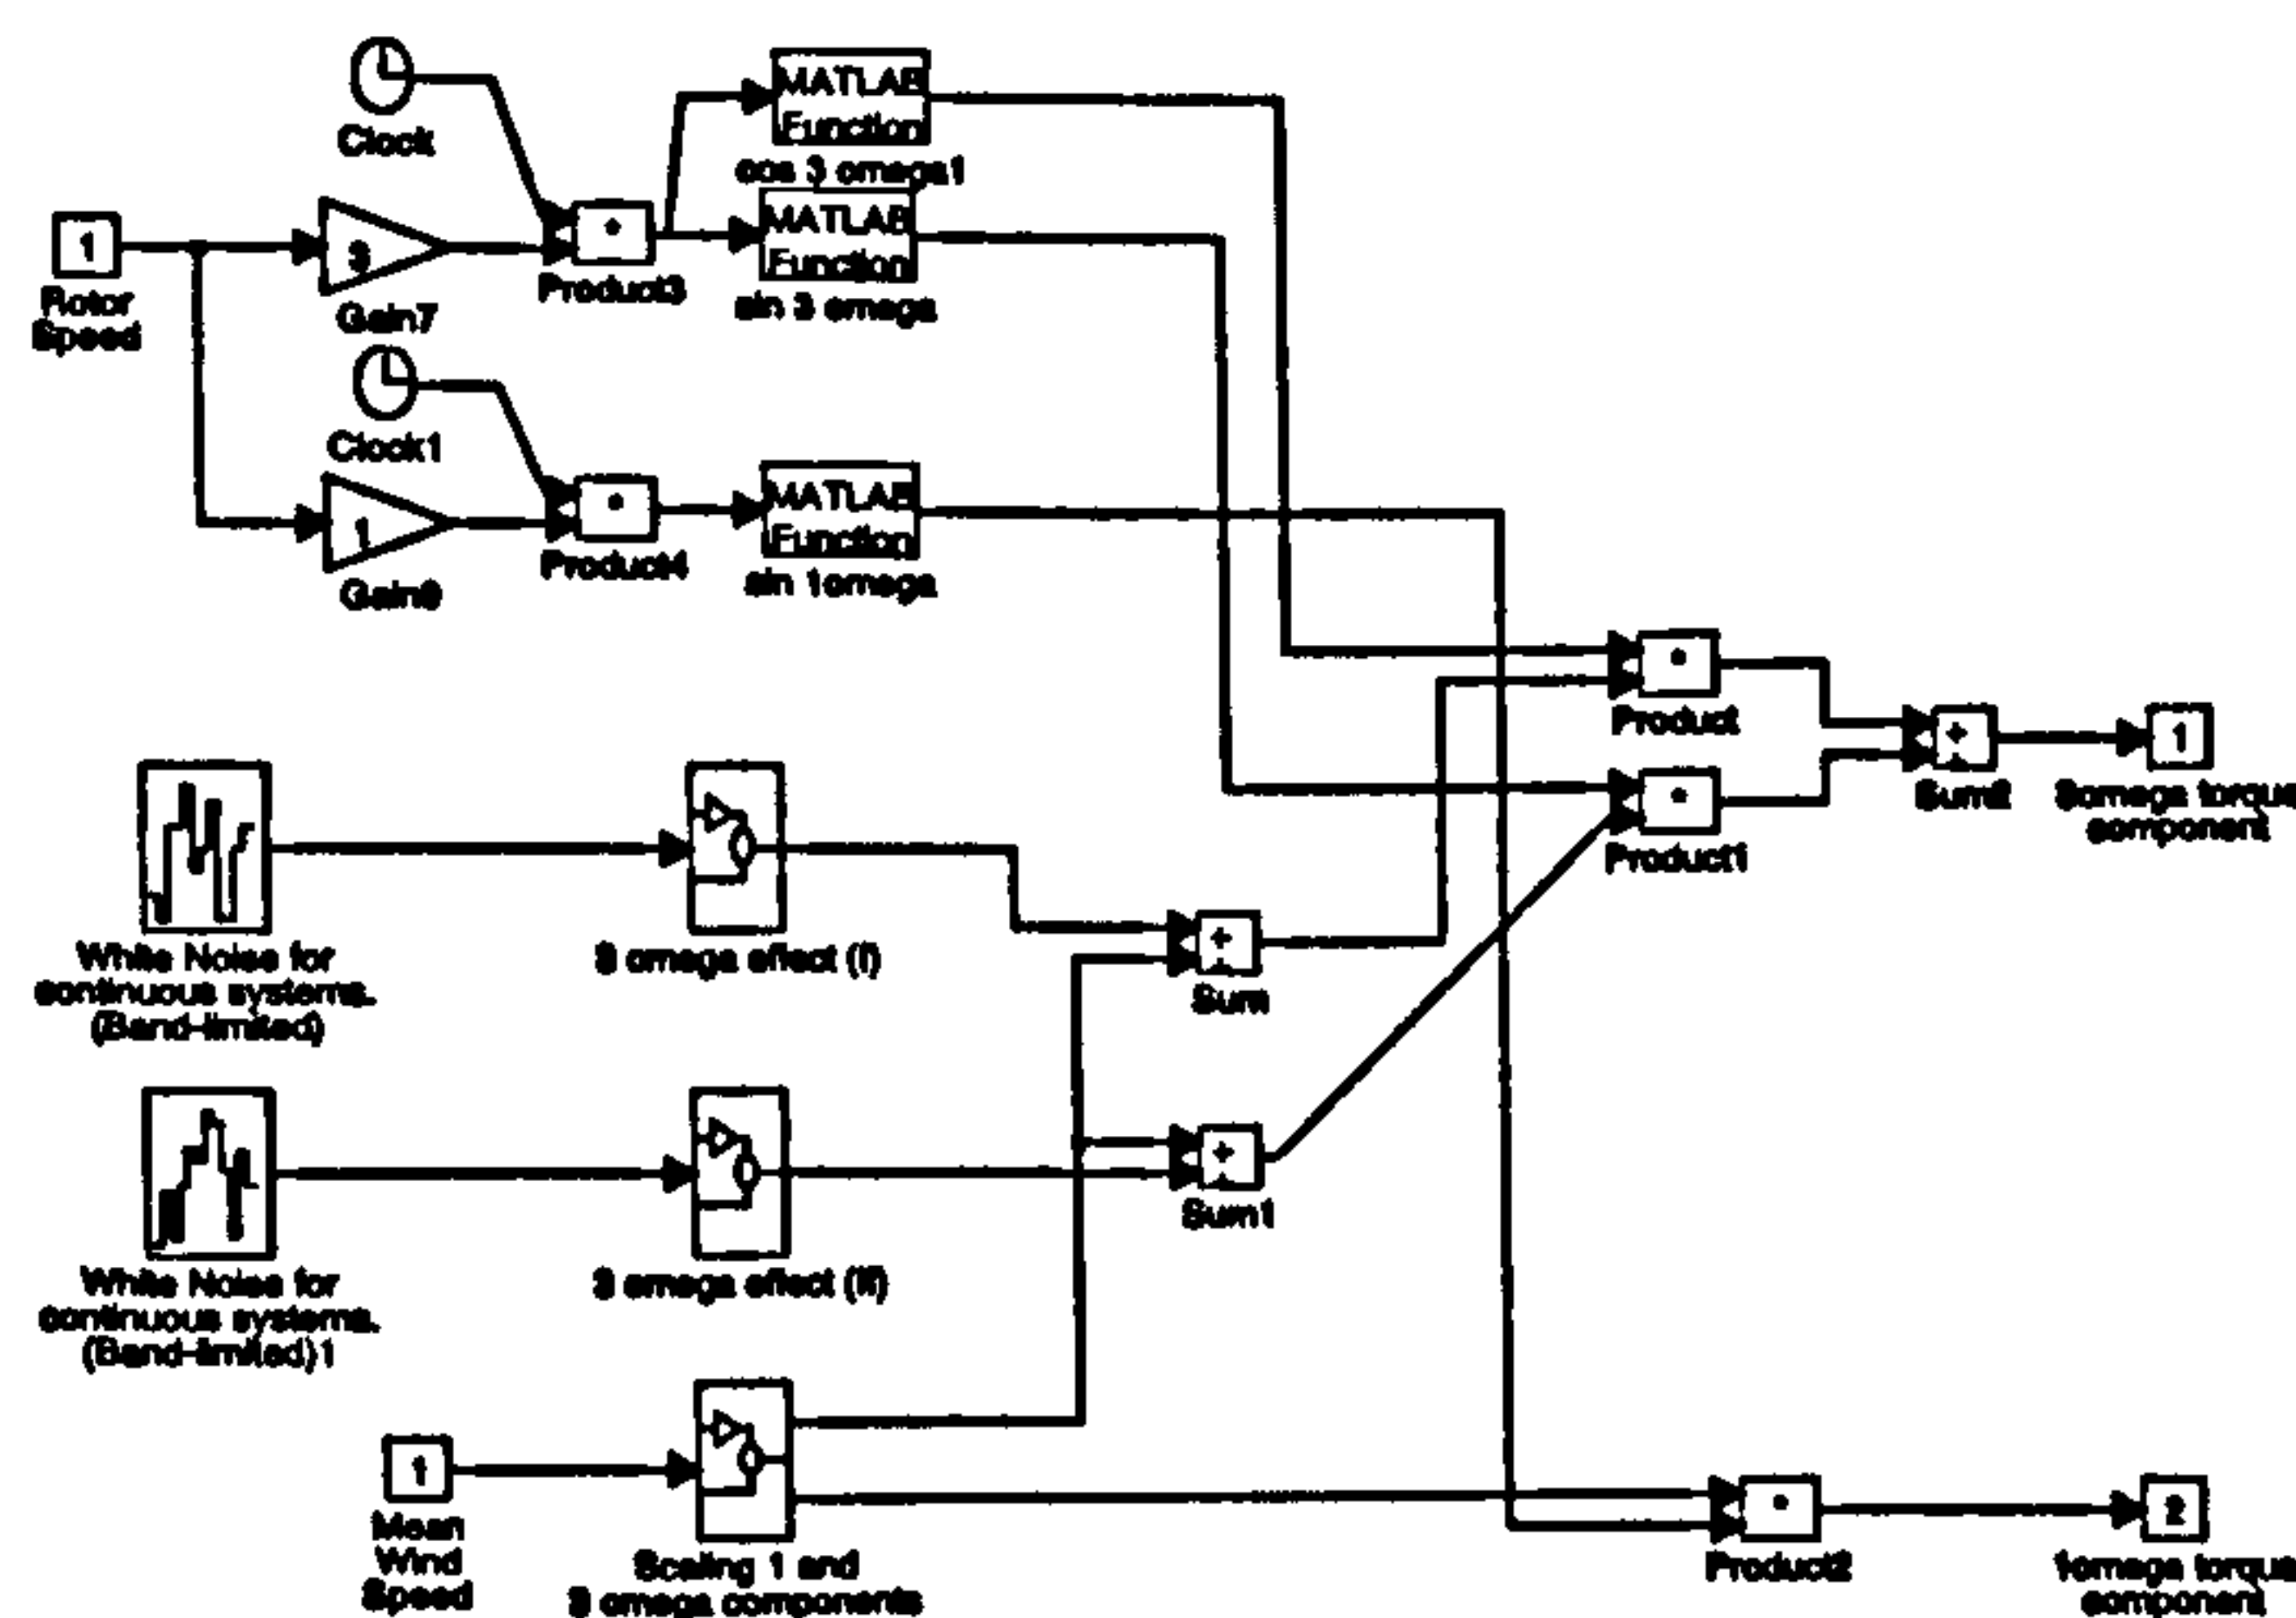 Clock
MATLAB
Function
cos 3 omega1
1
Rotor
Speed
3
Gain7
Product3
MATLAB
Function
sin 3 omega
Clock1
1
Product4
MATLAB
Function
sin 1omega
Product
Product1
+
+
Sum2
1
3omega torque
component
White Noise for
continuous systems.
(Band-limited)
3 omega effect (I)
+
+
Sum
White Noise for
continuous systems.
(Band-limited)1
3 omega effect (II)
+
+
Sum1
1
Mean
Wind
Speed
Scaling 1 and
3 omega components
Product2
2
1omega torque
component